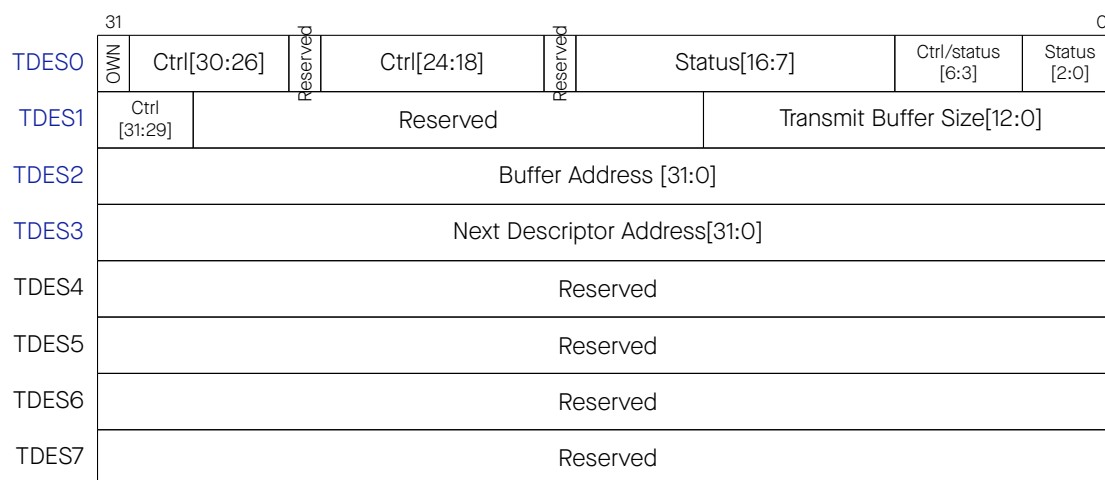 31 0
TDES0 OWN Ctrl[30:26] Reserved Ctrl[24:18] Reserved Status[16:7] Ctrl/status [6:3] Status [2:0]
TDES1 Ctrl [31:29] Reserved Transmit Buffer Size[12:0]
TDES2 Buffer Address [31:0]
TDES3 Next Descriptor Address[31:0]
TDES4 Reserved
TDES5 Reserved
TDES6 Reserved
TDES7 Reserved